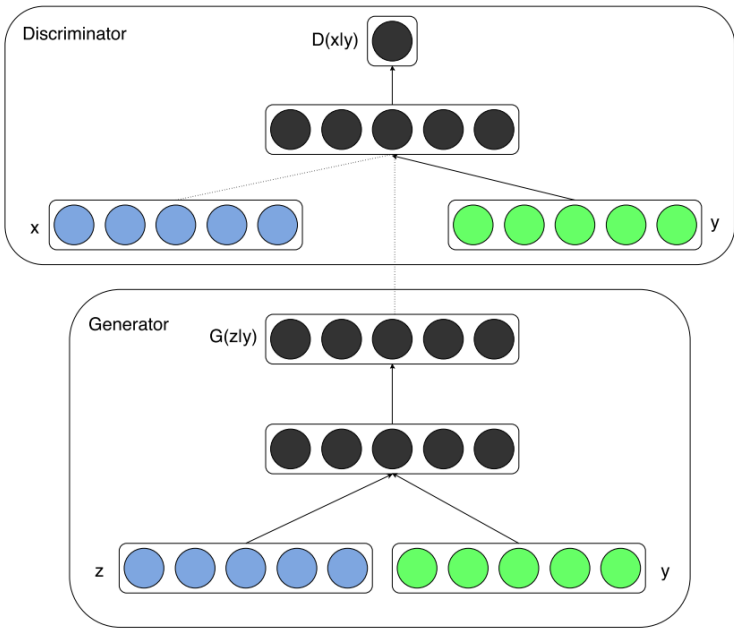 Discriminator
D(x|y)
x
y
Generator
G(z|y)
z
y